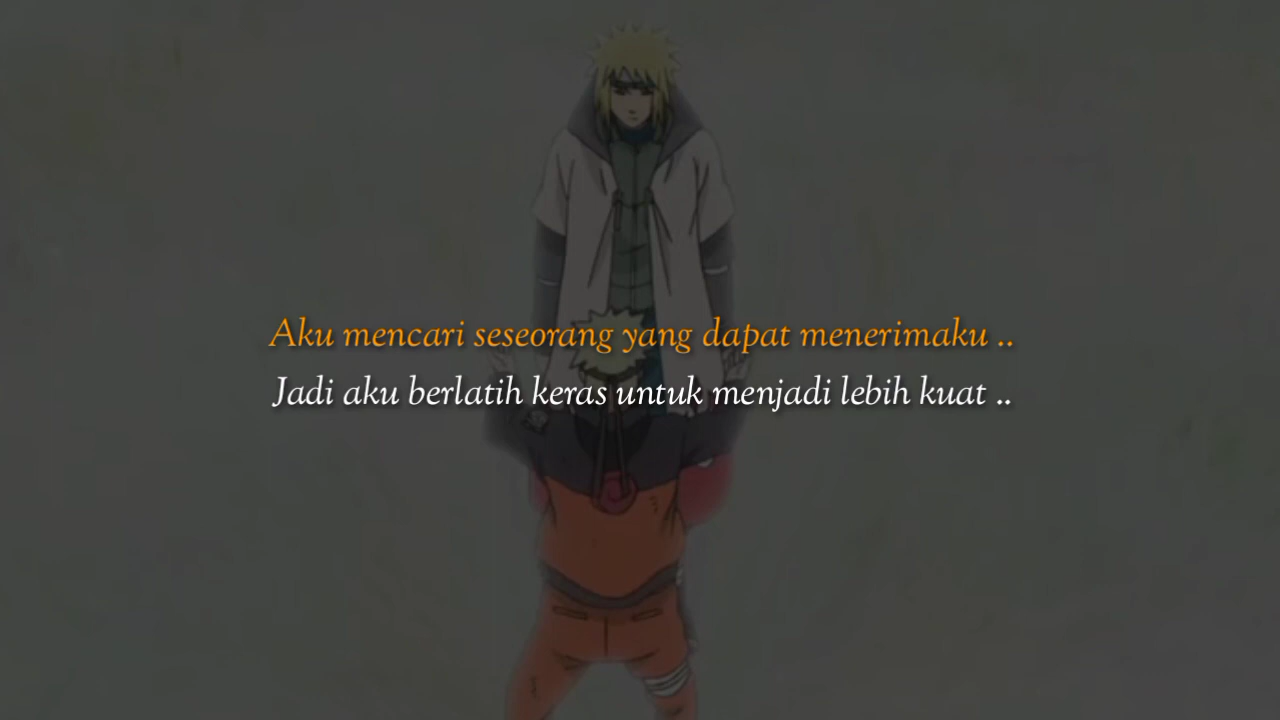 Aku mencari seseorang yang dapat menerimaku ..
Jadi aku berlatih keras untuk menjadi lebih kuat ..